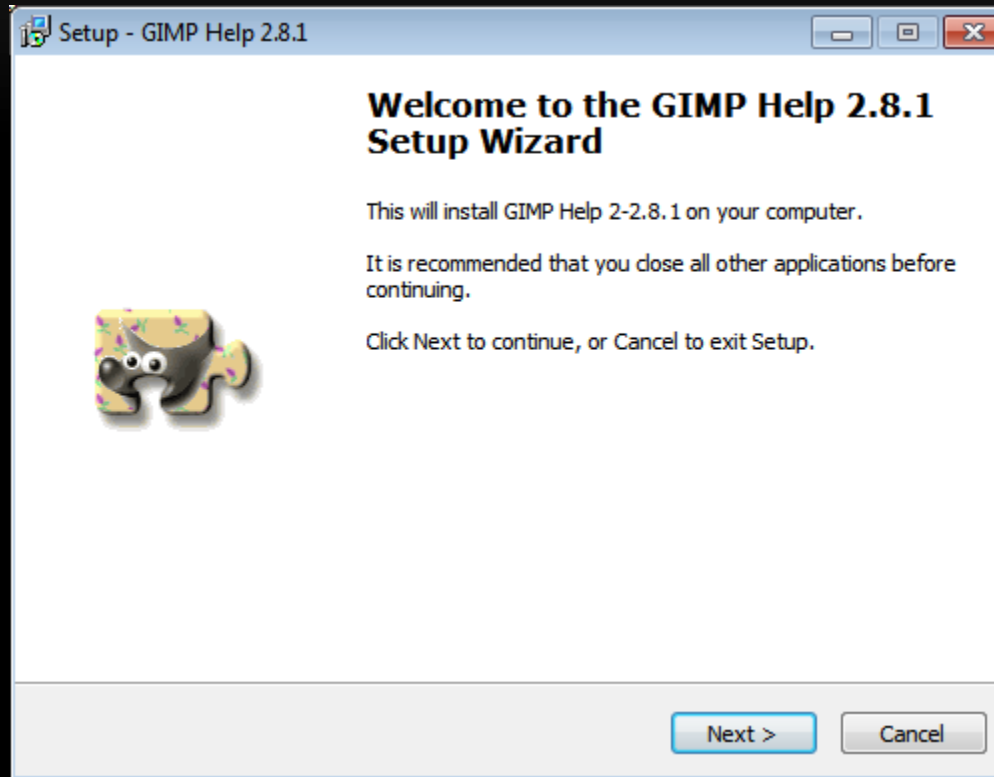 Setup - GIMP Help 2.8.1
Welcome to the GIMP Help 2.8.1
Setup Wizard
This will install GIMP Help 2-2.8.1 on your computer.
It is recommended that you close all other applications before
continuing.
Click Next to continue, or Cancel to exit Setup.
Next >
Cancel